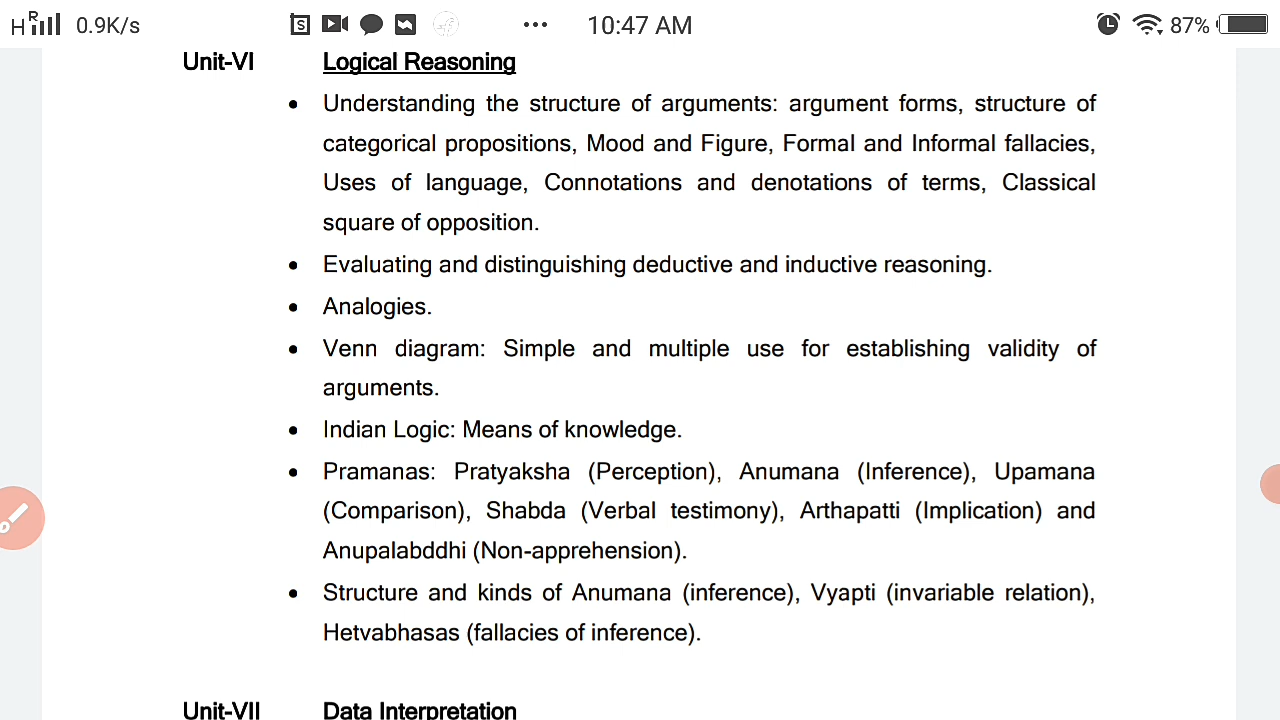 H R 0.9K/s S ... 10:47 AM 87%
Unit-VI Logical Reasoning
• Understanding the structure of arguments: argument forms, structure of
categorical propositions, Mood and Figure, Formal and Informal fallacies,
Uses of language, Connotations and denotations of terms, Classical
square of opposition.
• Evaluating and distinguishing deductive and inductive reasoning.
• Analogies.
• Venn diagram: Simple and multiple use for establishing validity of
arguments.
• Indian Logic: Means of knowledge.
• Pramanas: Pratyaksha (Perception), Anumana (Inference), Upamana
(Comparison), Shabda (Verbal testimony), Arthapatti (Implication) and
Anupalabddhi (Non-apprehension).
• Structure and kinds of Anumana (inference), Vyapti (invariable relation),
Hetvabhasas (fallacies of inference).
Unit-VII Data Interpretation